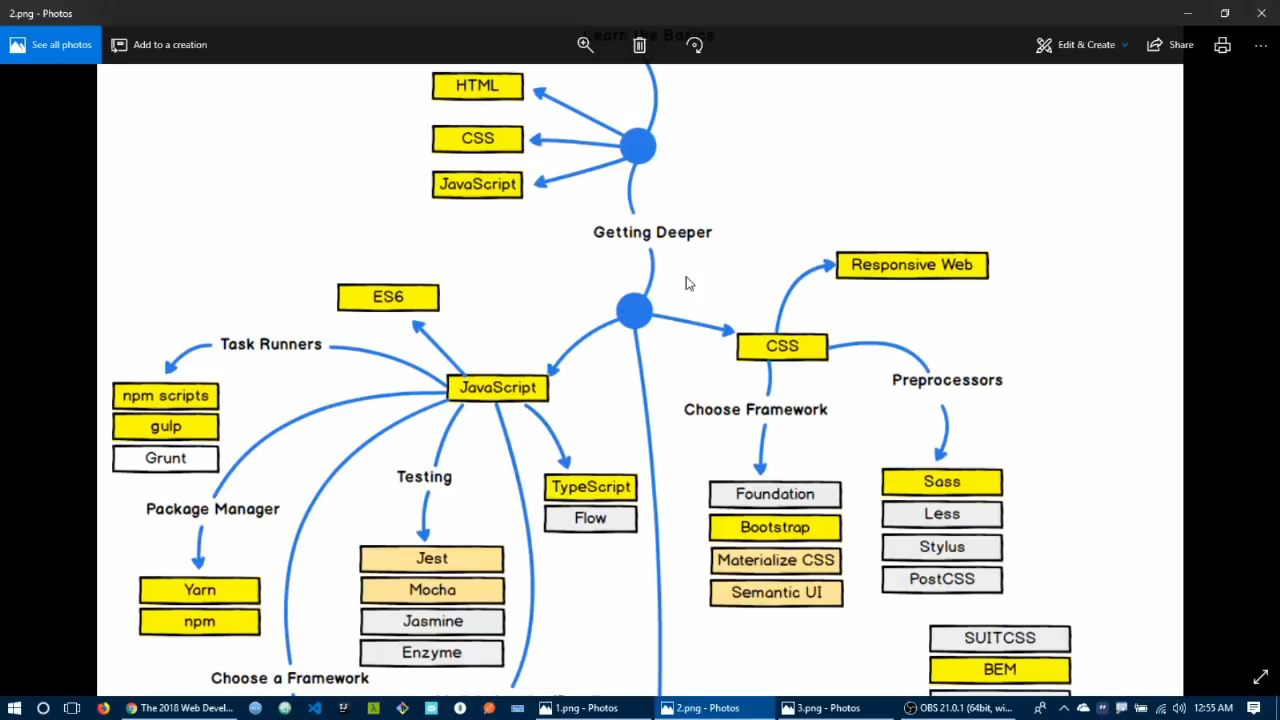 2.png - Photos
See all photos
Add to a creation
Edit & Create
Share
Learn the Basics
HTML
CSS
JavaScript
Getting Deeper
Responsive Web
ES6
Task Runners
CSS
Preprocessors
JavaScript
npm scripts
gulp
Grunt
Choose Framework
Testing
TypeScript
Flow
Foundation
Bootstrap
Materialize CSS
Semantic UI
Sass
Less
Stylus
PostCSS
Package Manager
Yarn
npm
Jest
Mocha
Jasmine
Enzyme
SUITCSS
BEM
Choose a Framework
The 2018 Web Devel...
1.png - Photos
2.png - Photos
3.png - Photos
OBS 21.0.1 (64bit, w...
12:55 AM